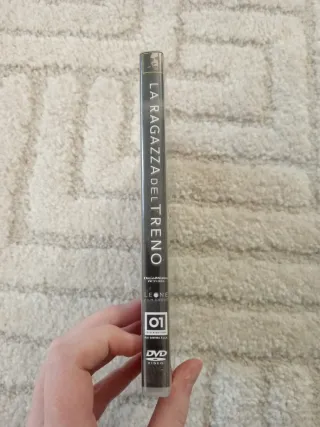 LA RAGAZZA DEL TRENO
LEONE
01
DVD